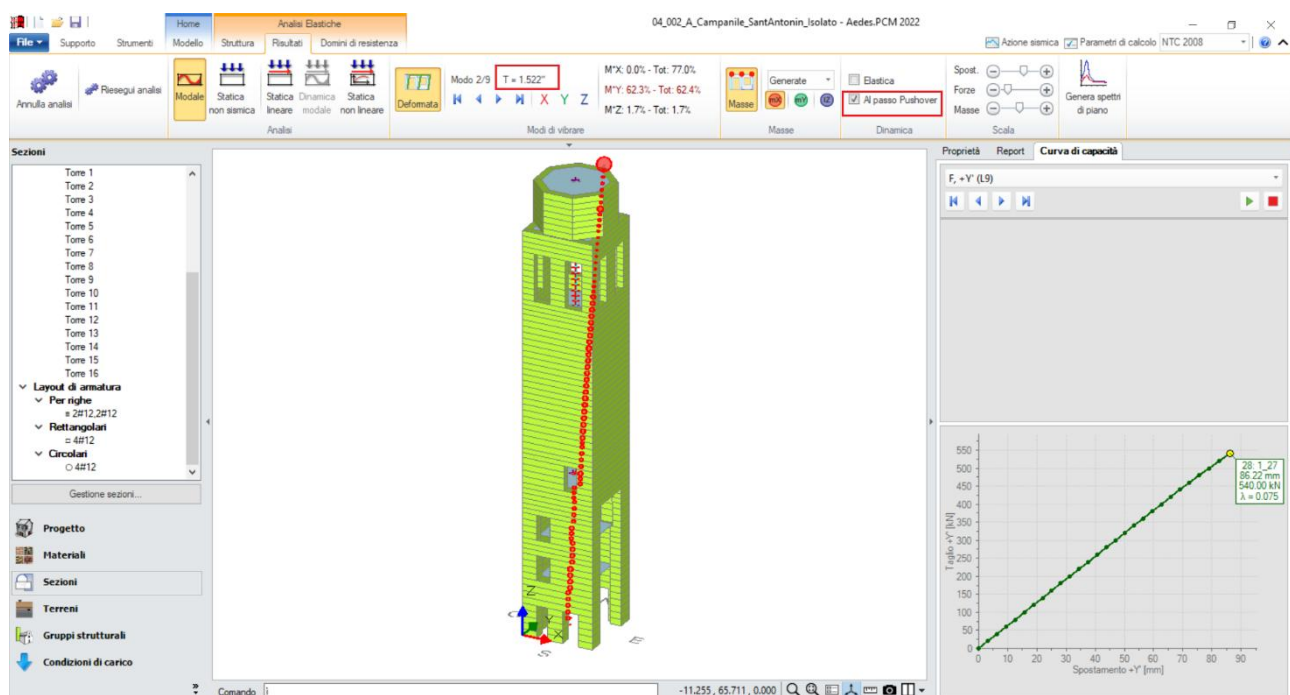 04_002_A_Campanile_SantAntonin_Isolato - Aedes.PCM 2022
Home
Analisi Elastiche
File
Supporto
Strumenti
Modello
Struttura
Risultati
Domini di resistenza
Azione sismica
Parametri di calcolo
NTC 2008
Annulla analisi
Riesegui analisi
Modale
Statica non sismica
Statica lineare
Dinamica modale
Statica non lineare
Analisi
Deformata
Modo 2/9
T = 1.522"
X Y Z
M*X: 0.0% - Tot: 77.0%
M*Y: 62.3% - Tot: 62.4%
M*Z: 1.7% - Tot: 1.7%
Modi di vibrare
Masse
Generate
mX
mY
Masse
Elastica
Al passo Pushover
Dinamica
Spost.
Forze
Masse
Scala
Genera spettri di piano
Sezioni
Torre 1
Torre 2
Torre 3
Torre 4
Torre 5
Torre 6
Torre 7
Torre 8
Torre 9
Torre 10
Torre 11
Torre 12
Torre 13
Torre 14
Torre 15
Torre 16
Layout di armatura
Per righe
2#12,2#12
Rettangolari
4#12
Circolari
4#12
Gestione sezioni...
Progetto
Materiali
Sezioni
Terreni
Gruppi strutturali
Condizioni di carico
Z
Y
X
S
E
Comando
-11.255 , 65.711 , 0.000
Proprietà
Report
Curva di capacità
F, +Y' (L9)
Taglio +Y' [kN]
550
500
450
400
350
300
250
200
150
100
50
0
28: 1_27
86.22 mm
540.00 kN
λ = 0.075
0 10 20 30 40 50 60 70 80 90
Spostamento +Y' [mm]